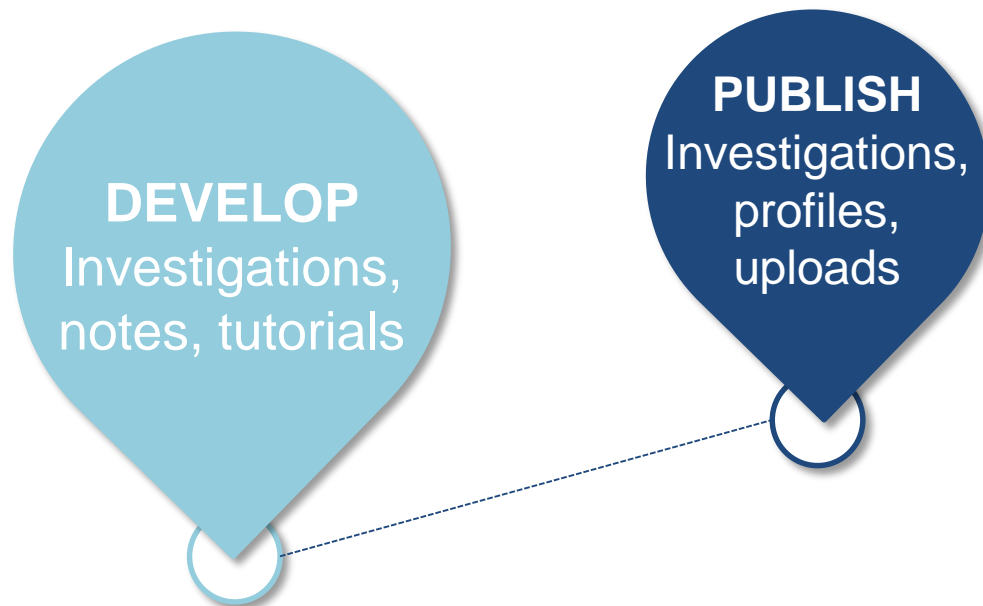 DEVELOP
Investigations,
notes, tutorials
PUBLISH
Investigations,
profiles,
uploads